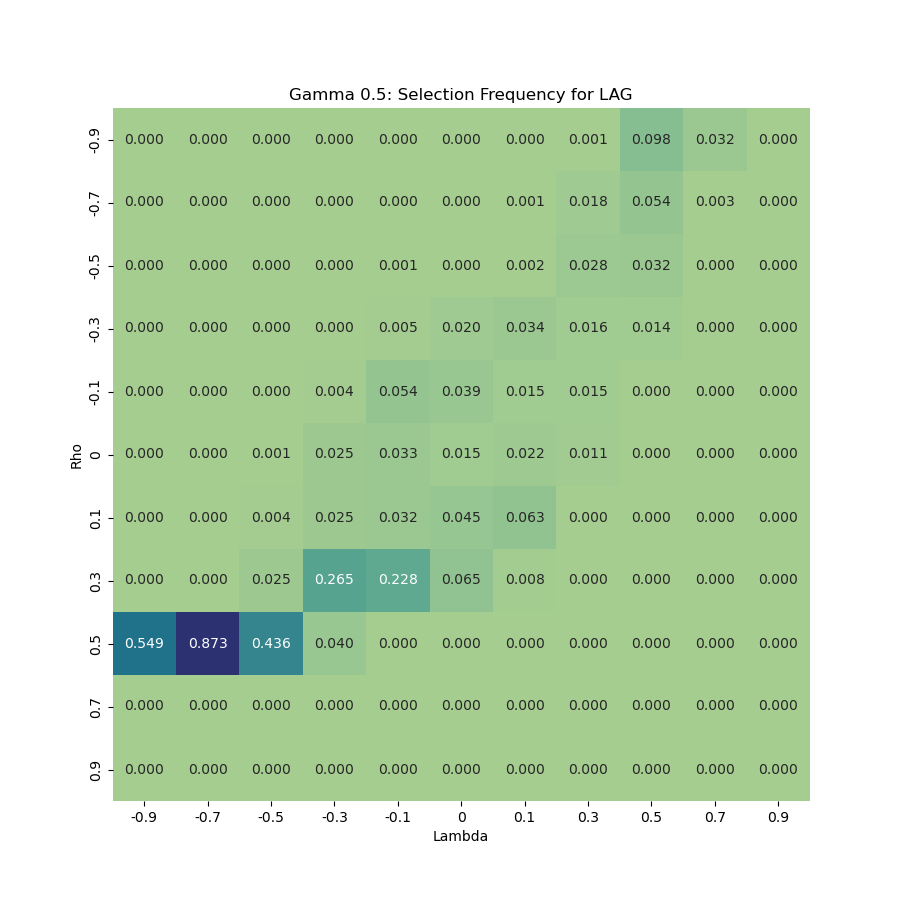 Gamma 0.5: Selection Frequency for LAG
-0.9 0.000 0.000 0.000 0.000 0.000 0.000 0.000 0.001 0.098 0.032 0.000
-0.7 0.000 0.000 0.000 0.000 0.000 0.000 0.001 0.018 0.054 0.003 0.000
-0.5 0.000 0.000 0.000 0.000 0.001 0.000 0.002 0.028 0.032 0.000 0.000
-0.3 0.000 0.000 0.000 0.000 0.005 0.020 0.034 0.016 0.014 0.000 0.000
-0.1 0.000 0.000 0.000 0.004 0.054 0.039 0.015 0.015 0.000 0.000 0.000
Rho
0 0.000 0.000 0.001 0.025 0.033 0.015 0.022 0.011 0.000 0.000 0.000
0.1 0.000 0.000 0.004 0.025 0.032 0.045 0.063 0.000 0.000 0.000 0.000
0.3 0.000 0.000 0.025 0.265 0.228 0.065 0.008 0.000 0.000 0.000 0.000
0.5 0.549 0.873 0.436 0.040 0.000 0.000 0.000 0.000 0.000 0.000 0.000
0.7 0.000 0.000 0.000 0.000 0.000 0.000 0.000 0.000 0.000 0.000 0.000
0.9 0.000 0.000 0.000 0.000 0.000 0.000 0.000 0.000 0.000 0.000 0.000
-0.9 -0.7 -0.5 -0.3 -0.1 0 0.1 0.3 0.5 0.7 0.9
Lambda